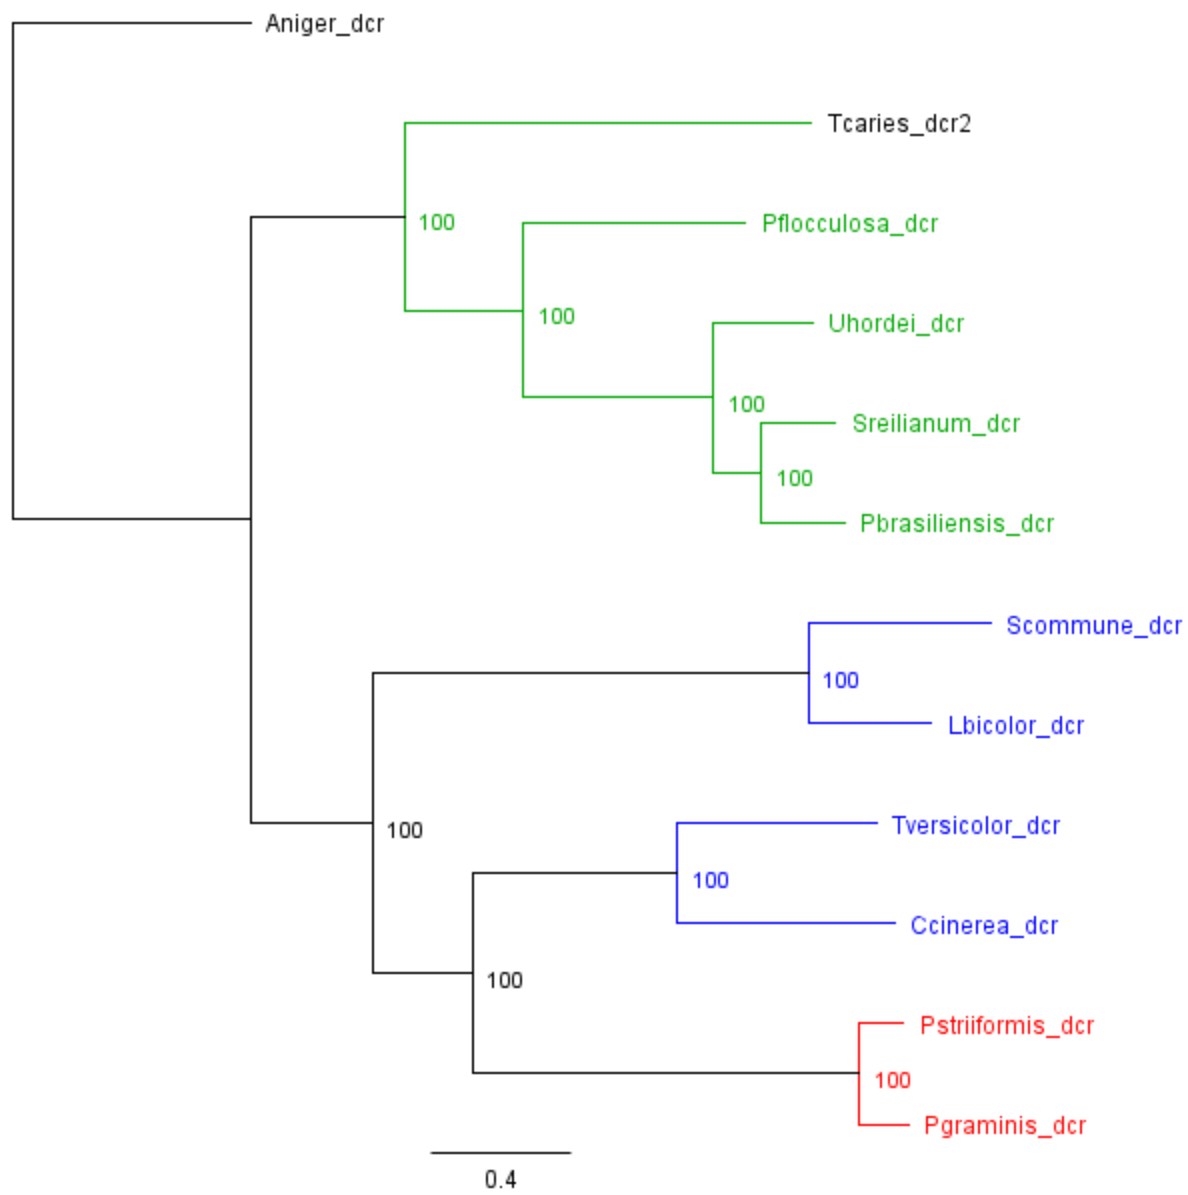 Aniger_dcr
Tcaries_dcr2
100
Pflocculosa_dcr
100
Uhordei_dcr
100
Sreilianum_dcr
100
Pbrasiliensis_dcr
Scommune_dcr
100
Lbicolor_dcr
100
Tversicolor_dcr
100
Ccinerea_dcr
100
Pstriiformis_dcr
100
Pgraminis_dcr
0.4